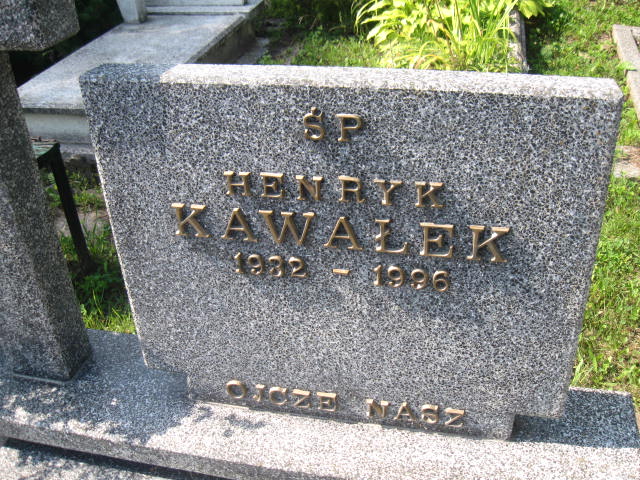 ŚP
HENRYK
KAWAŁEK
1932 - 1996
OJCZE NASZ